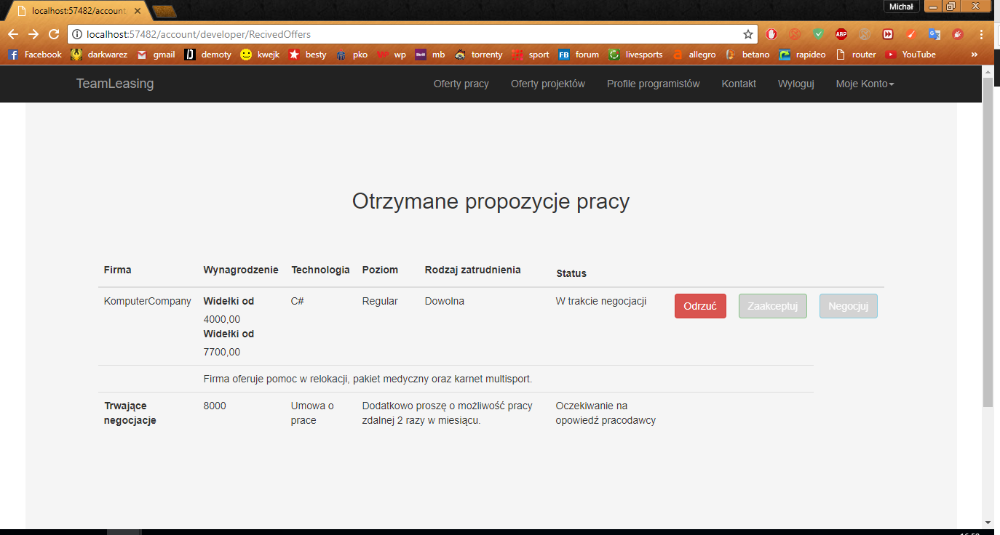 localhost:57482/account
Michał
localhost:57482/account/developer/RecivedOffers
ABP
Facebook darkwarez gmail demoty kwejk besty pko wp mb torrenty sport FB forum livesports allegro betano rapideo router YouTube »
TeamLeasing Oferty pracy Oferty projektów Profile programistów Kontakt Wyloguj Moje Konto
Otrzymane propozycje pracy
Firma Wynagrodzenie Technologia Poziom Rodzaj zatrudnienia Status
KomputerCompany Widełki od C# Regular Dowolna W trakcie negocjacji Odrzuć Zaakceptuj Negocjuj
4000,00
Widełki od
7700,00
Firma oferuje pomoc w relokacji, pakiet medyczny oraz karnet multisport.
Trwające 8000 Umowa o Dodatkowo proszę o możliwość pracy Oczekiwanie na
negocjacje prace zdalnej 2 razy w miesiącu. opowiedź pracodawcy